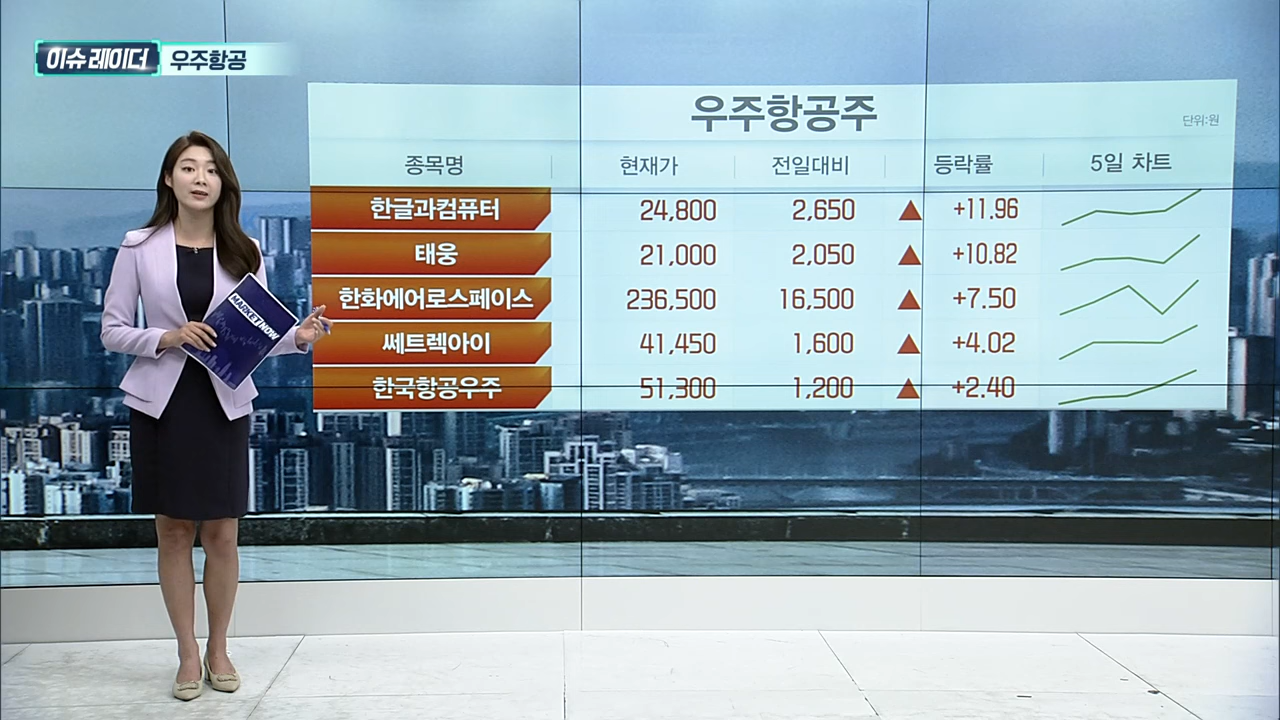 이슈 레이더 우주항공
우주항공주
단위:원
종목명 현재가 전일대비 등락률 5일 차트
한글과컴퓨터 24,800 2,650 ▲ +11.96
태웅 21,000 2,050 ▲ +10.82
한화에어로스페이스 236,500 16,500 ▲ +7.50
쎄트렉아이 41,450 1,600 ▲ +4.02
한국항공우주 51,300 1,200 ▲ +2.40
MARKET NOW